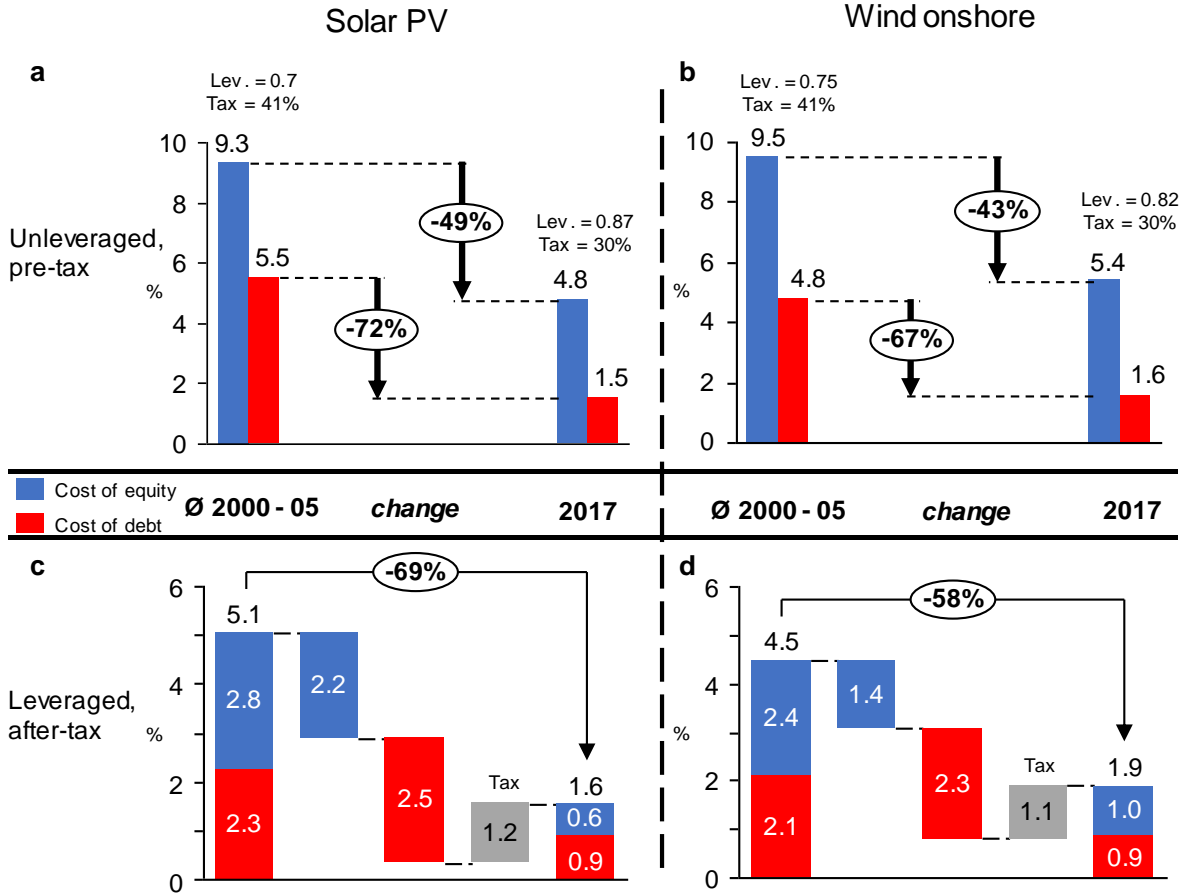 Solar PV
Wind onshore
a
Lev. = 0.7
Tax = 41%
10
8
6
4
2
0
%
Unleveraged,
pre-tax
9.3
5.5
-49%
-72%
Lev. = 0.87
Tax = 30%
4.8
1.5
b
Lev. = 0.75
Tax = 41%
10
8
6
4
2
0
%
9.5
4.8
-43%
-67%
Lev. = 0.82
Tax = 30%
5.4
1.6
Cost of equity
Cost of debt
Ø 2000 - 05 change 2017
Ø 2000 - 05 change 2017
c
6
4
2
0
%
Leveraged,
after-tax
-69%
5.1
2.8
2.3
2.2
2.5
Tax
1.2
1.6
0.6
0.9
d
6
4
2
0
%
-58%
4.5
2.4
2.1
1.4
2.3
Tax
1.1
1.9
1.0
0.9